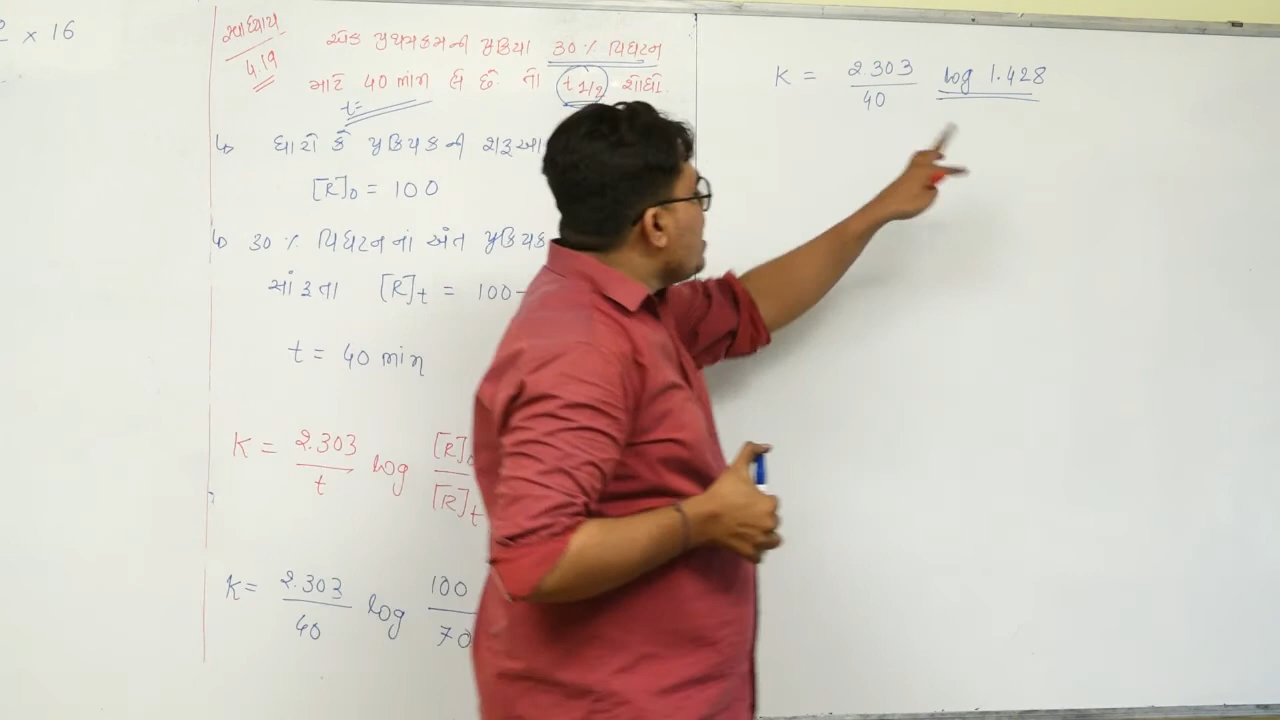 × 16
સ્વાધ્યાય
4.19
એક પ્રથમક્રમની પ્રક્રિયા 30 % વિઘટન
માટે 40 min લે છે. તો t 1/2 શોધો.
t=
↳ ધારો કે પ્રક્રિયકની શરૂઆ
[R]₀ = 100
↳ 30 % વિઘટનનાં અંતે પ્રક્રિયક
સાંદ્રતા [R]t = 100-
t = 40 min
K = 2.303/t log [R]₀/[R]t
K = 2.303/40 log 100/70
K = 2.303/40 log 1.428